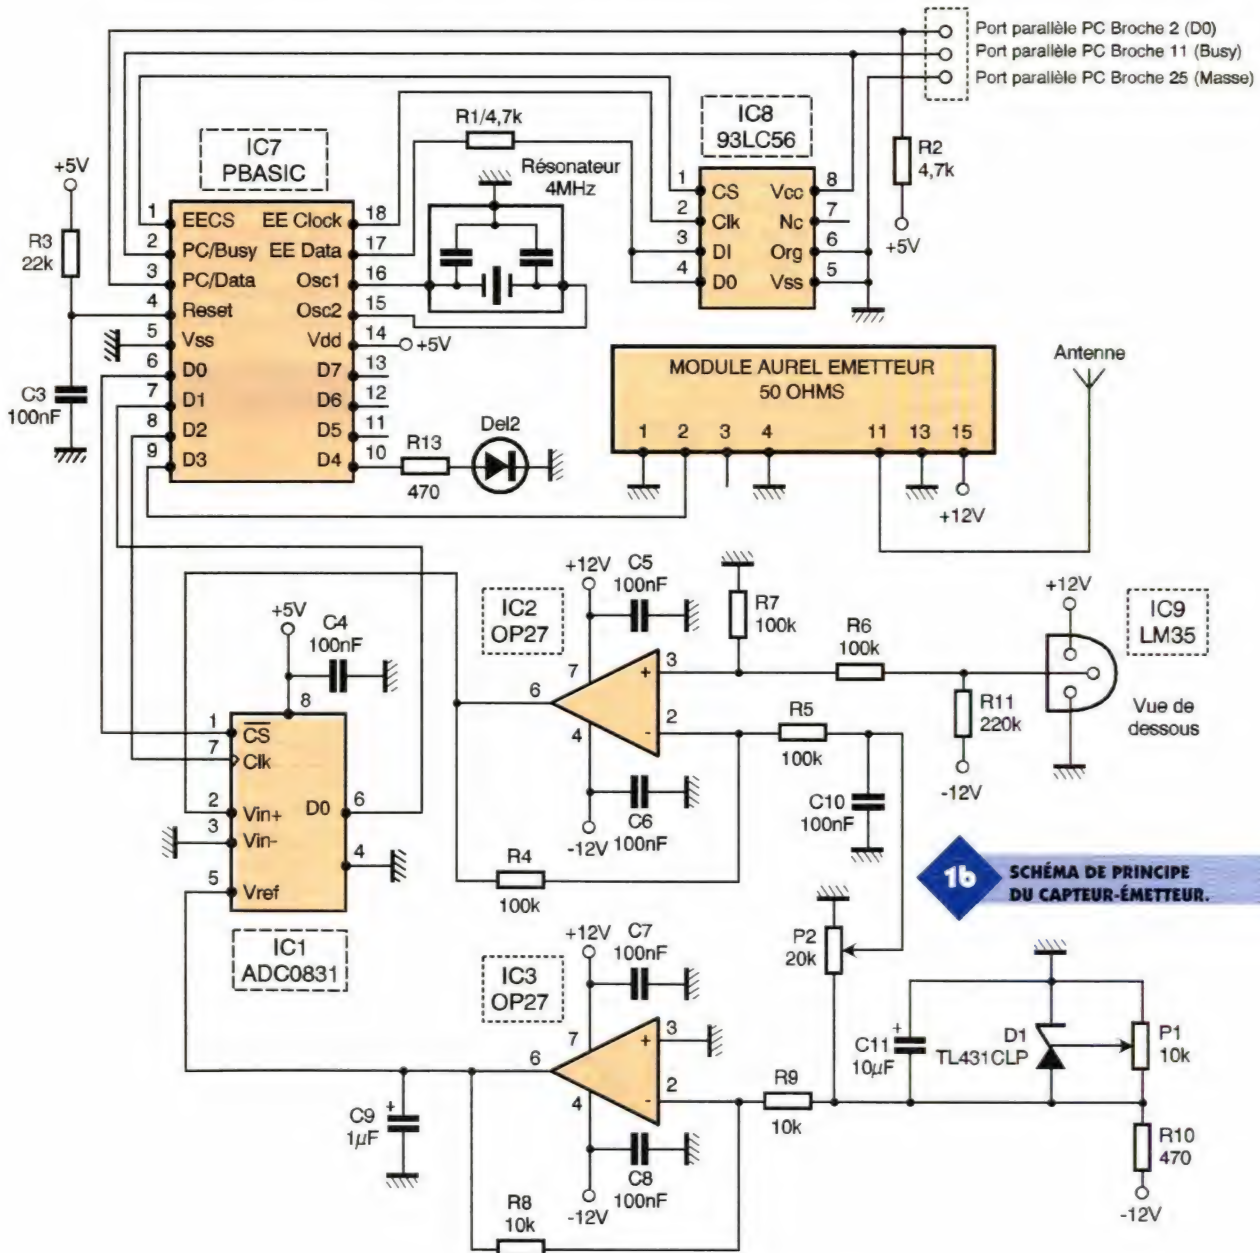 Port parallèle PC Broche 2 (D0)
Port parallèle PC Broche 11 (Busy)
Port parallèle PC Broche 25 (Masse)
IC7
PBASIC
R1/4,7k
Résonateur
4MHz
IC8
93LC56
R2
4,7k
+5V
+5V
R3
22k
C3
100nF
1 EECS
2 PC/Busy
3 PC/Data
4 Reset
5 Vss
6 D0
7 D1
8 D2
9 D3
EE Clock 18
EE Data 17
Osc1 16
Osc2 15
Vdd 14
+5V
D7 13
D6 12
D5 11
D4 10
R13
470
Del2
1 CS
2 Clk
3 DI
4 D0
Vcc 8
Nc 7
Org 6
Vss 5
MODULE AUREL EMETTEUR
50 OHMS
1 2 3 4 11 13 15
+12V
Antenne
+5V
C4
100nF
8
1 CS
7 Clk
2 Vin+
3 Vin-
5 Vref
D0 6
4
IC1
ADC0831
IC2
OP27
+12V
C5
100nF
7
6
4
+
3
-
2
C6
100nF
-12V
R4
100k
R7
100k
R6
100k
R5
100k
C10
100nF
R11
220k
-12V
+12V
IC9
LM35
Vue de
dessous
1b
SCHÉMA DE PRINCIPE
DU CAPTEUR-ÉMETTEUR.
IC3
OP27
+12V
C7
100nF
7
6
4
+
3
-
2
C8
100nF
-12V
C9
+
1µF
R8
10k
R9
10k
P2
20k
C11
+
10µF
D1
TL431CLP
P1
10k
R10
470
-12V